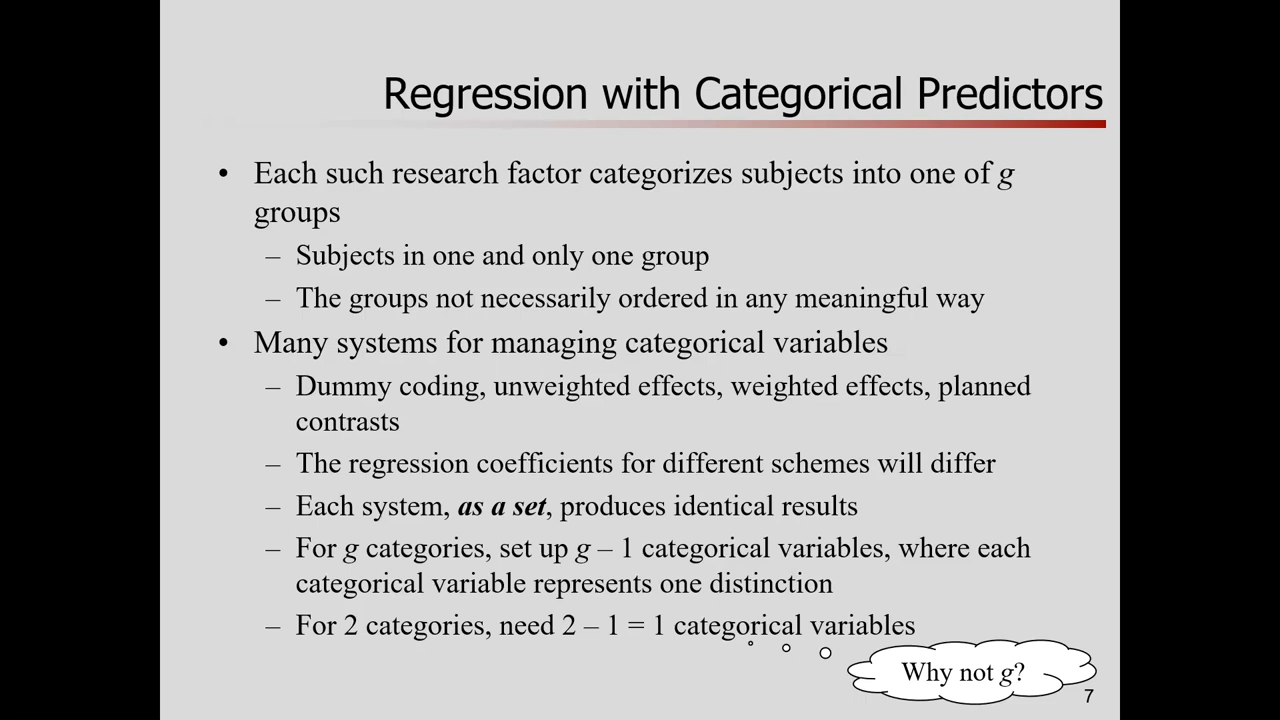 Regression with Categorical Predictors
• Each such research factor categorizes subjects into one of g
groups
– Subjects in one and only one group
– The groups not necessarily ordered in any meaningful way
• Many systems for managing categorical variables
– Dummy coding, unweighted effects, weighted effects, planned
contrasts
– The regression coefficients for different schemes will differ
– Each system, as a set, produces identical results
– For g categories, set up g – 1 categorical variables, where each
categorical variable represents one distinction
– For 2 categories, need 2 – 1 = 1 categorical variables
Why not g?
7